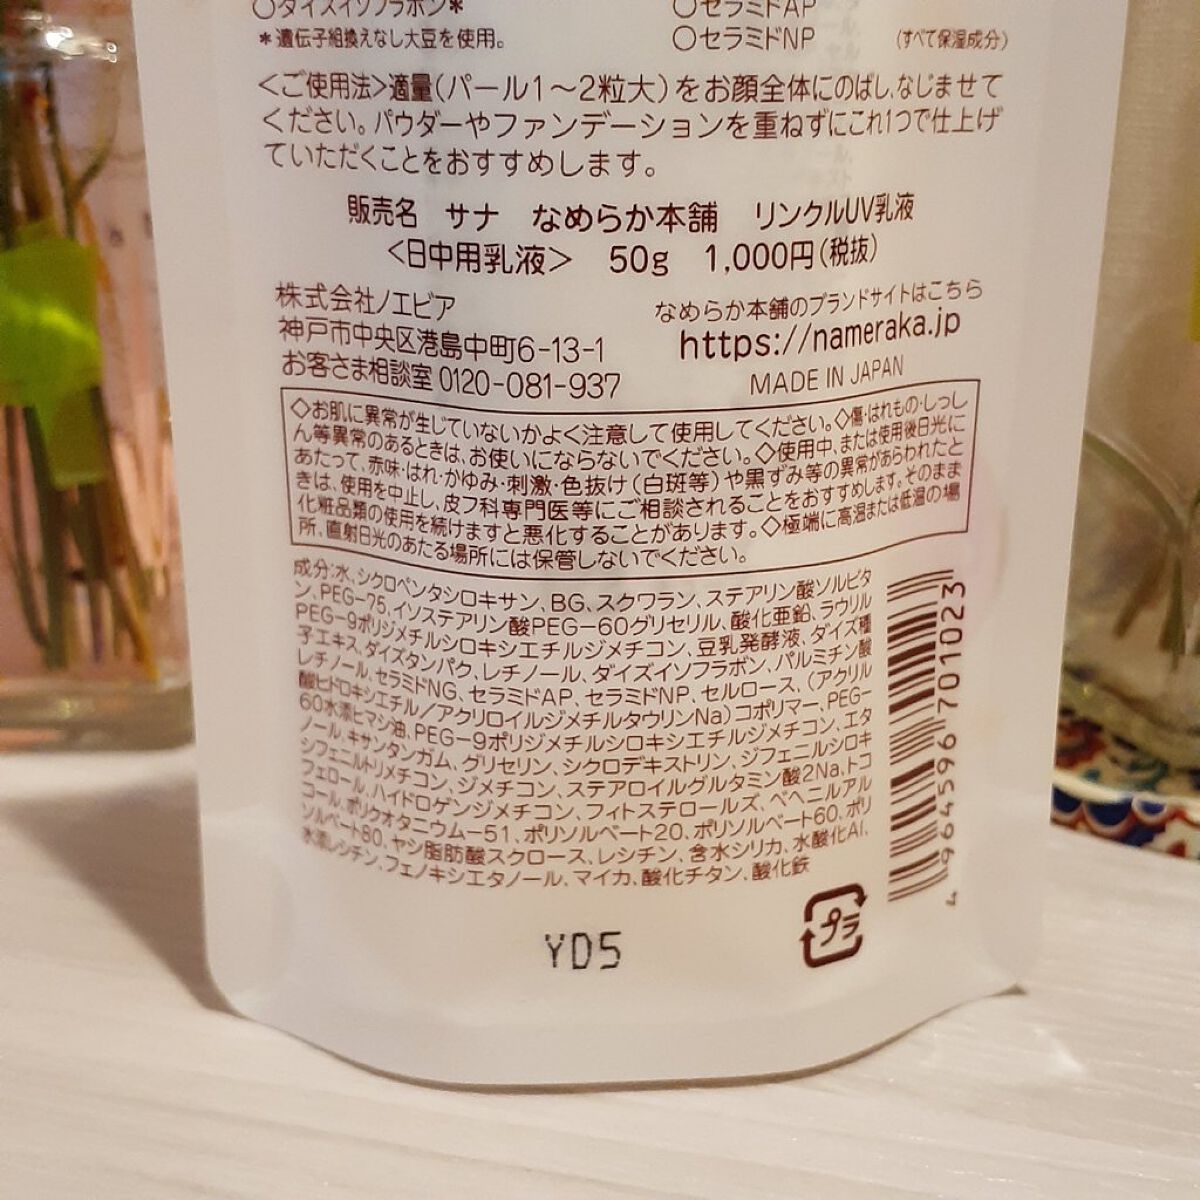 ○ダイズイソフラボン*
○セラミドAP
*遺伝子組換えなし大豆を使用。
○セラミドNP
(すべて保湿成分)
<ご使用法>適量(パール1〜2粒大)をお顔全体にのばし、なじませて
ください。パウダーやファンデーションを重ねずにこれ1つで仕上げ
ていただくことをおすすめします。
販売名 サナ なめらか本舗 リンクルUV乳液
<日中用乳液> 50g 1,000円(税抜)
株式会社ノエビア
神戸市中央区港島中町6-13-1
お客さま相談室 0120-081-937
なめらか本舗のブランドサイトはこちら
https://nameraka.jp
MADE IN JAPAN
◇お肌に異常が生じていないかよく注意して使用してください。◇傷・はれもの・しっし
ん等異常のあるときは、お使いにならないでください。◇使用中、または使用後日光に
あたって、赤味・はれ・かゆみ・刺激・色抜け(白斑等)や黒ずみ等の異常があらわれたと
きは、使用を中止し、皮フ科専門医等にご相談されることをおすすめします。そのまま
化粧品類の使用を続けますと悪化することがあります。◇極端に高温または低温の場
所、直射日光のあたる場所には保管しないでください。
成分:水、シクロペンタシロキサン、BG、スクワラン、ステアリン酸ソルビタ
ン、PEG-75、イソステアリン酸PEG-60グリセリル、酸化亜鉛、ラウリル
PEG-9ポリジメチルシロキシエチルジメチコン、豆乳発酵液、ダイズ種
子エキス、ダイズタンパク、レチノール、ダイズイソフラボン、パルミチン酸
レチノール、セラミドNG、セラミドAP、セラミドNP、セルロース、(アクリル
酸ヒドロキシエチル/アクリロイルジメチルタウリンNa)コポリマー、PEG-
60水添ヒマシ油、PEG-9ポリジメチルシロキシエチルジメチコン、エタ
ノール、キサンタンガム、グリセリン、シクロデキストリン、ジフェニルシロキ
シフェニルトリメチコン、ジメチコン、ステアロイルグルタミン酸2Na、トコ
フェロール、ハイドロゲンジメチコン、フィトステロールズ、ベヘニルアル
コール、ポリクオタニウム-51、ポリソルベート20、ポリソルベート60、ポリ
ソルベート80、ヤシ脂肪酸スクロース、レシチン、含水シリカ、水酸化Al、
水添レシチン、フェノキシエタノール、マイカ、酸化チタン、酸化鉄
4 964596 701023
プラ
YD5